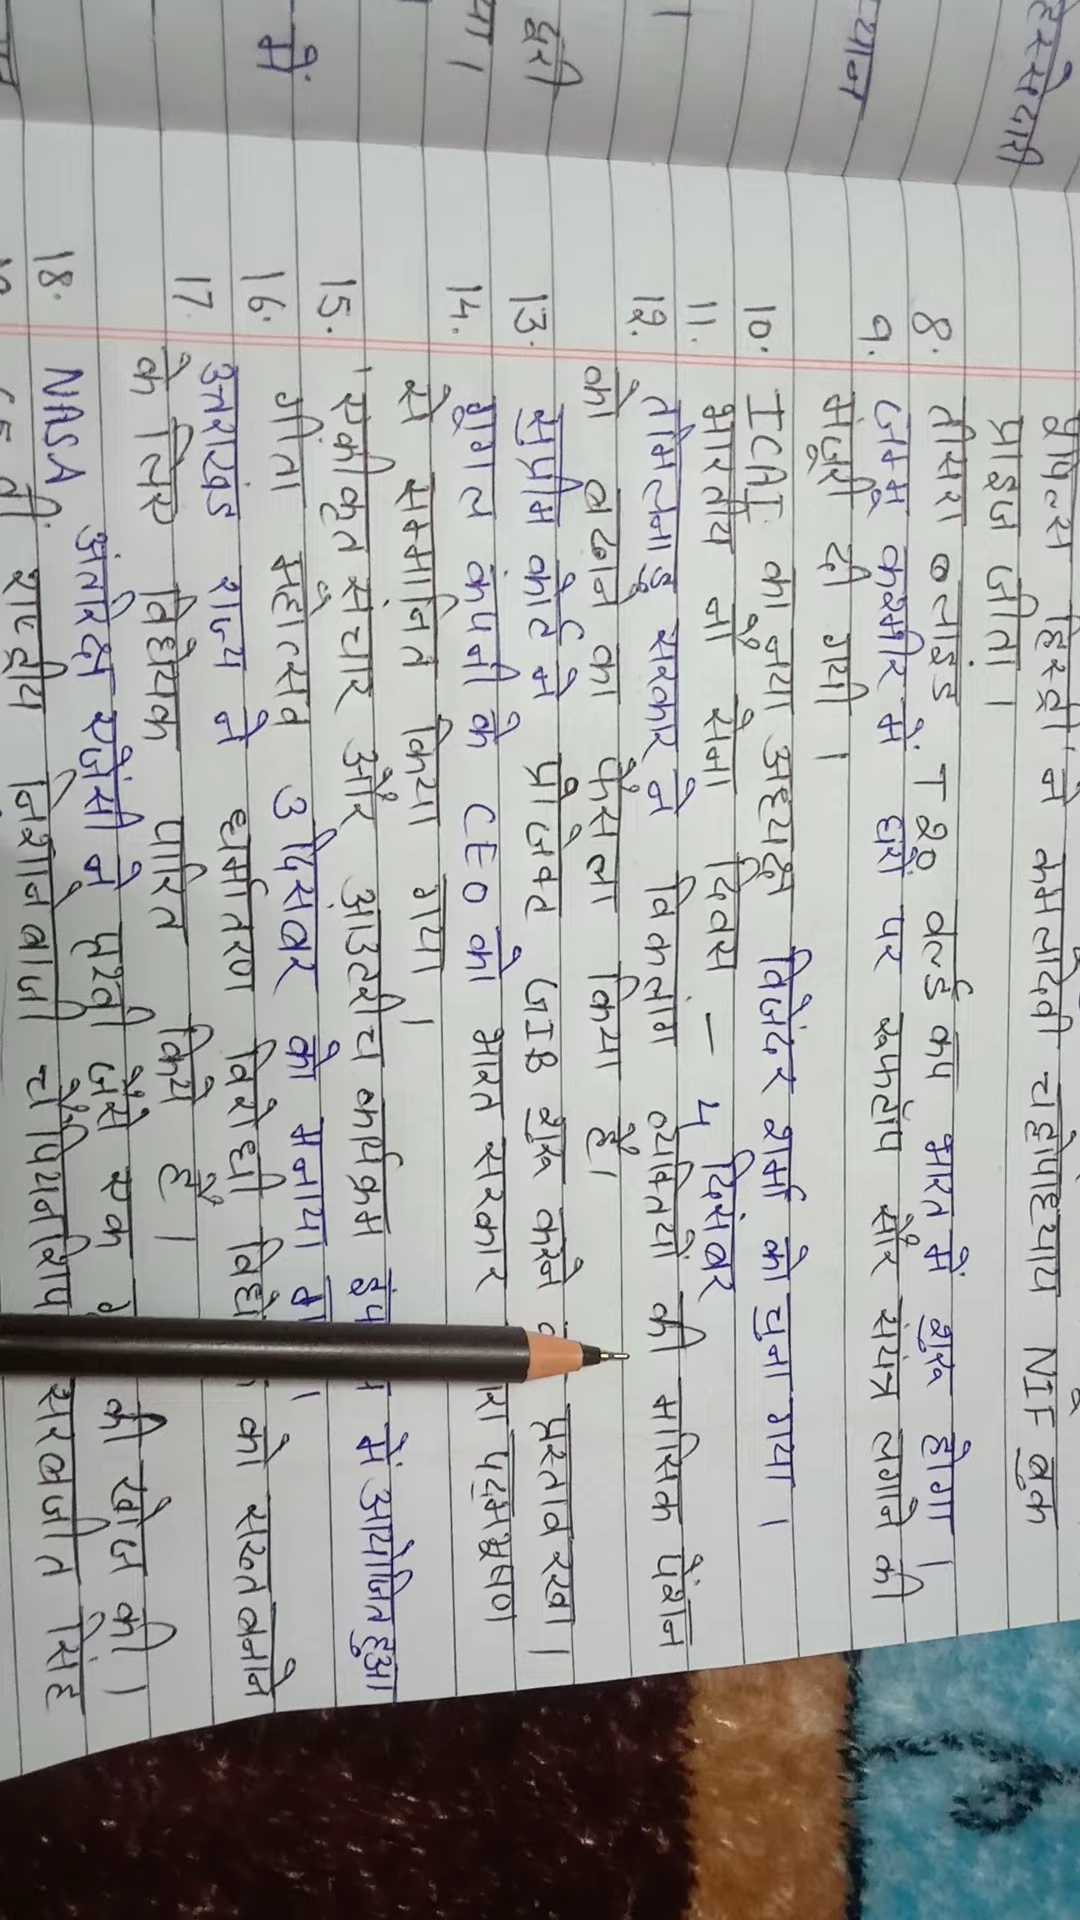 हिस्सेदारी
ध्यान
पूरी
में
इंपल्स हिस्ट्री' ने कमलादेवी चट्टोपाध्याय NIF बुक
प्राइज जीता।
8. तीसरा ब्लाइंड T20 वर्ल्ड कप भारत में शुरू होगा।
9. जम्मू कश्मीर में घरों पर रूफटॉप सौर संयंत्र लगाने की
मंजूरी दी गयी।
10. ICAI का नया अध्यक्ष विजेंदर शर्मा को चुना गया।
11. भारतीय नौ सेना दिवस – 4 दिसंबर
12. तमिलनाडु सरकार ने विकलांग व्यक्तियों की मासिक पेंशन
को बढाने का फैसला किया है।
13. सुप्रीम कोर्ट में प्रोजेक्ट GIB शुरू करने प्रस्ताव रखा।
14. गूगल कंपनी के CEO को भारत सरकार पद्मभूषण
से सम्मानित किया गया।
15. 'एकीकृत संचार और आउटरीच कार्यक्रम में आयोजित हुआ
16. गीता महोत्सव 3 दिसंबर को मनाया
17. उत्तराखंड राज्य ने धर्मांतरण विरोधी को सख्त बनाने
के लिए विधेयक पारित किये है।
18. NASA अंतरिक्ष एजेंसी ने पृथ्वी जैसे एक की खोज की।
65 वी राष्ट्रीय निशानेबाजी चैंपियनशिप सरबजोत सिंह